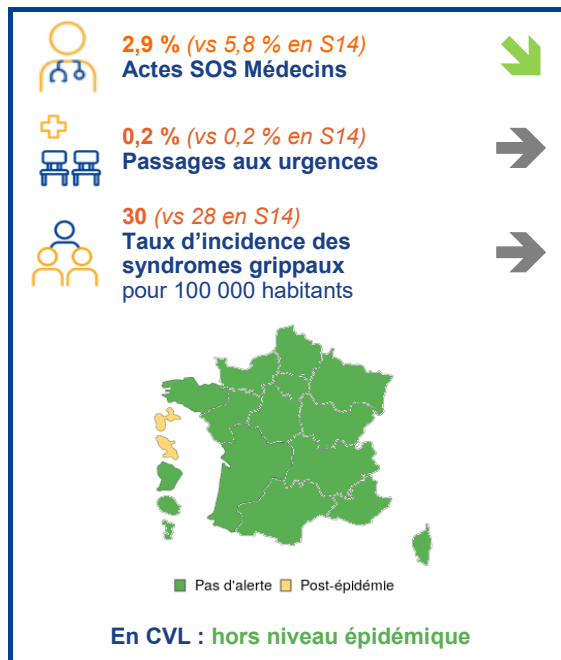 2,9 % (vs 5,8 % en S14)
Actes SOS Médecins
0,2 % (vs 0,2 % en S14)
Passages aux urgences
30 (vs 28 en S14)
Taux d’incidence des
syndromes grippaux
pour 100 000 habitants
Pas d'alerte Post-épidémie
En CVL : hors niveau épidémique